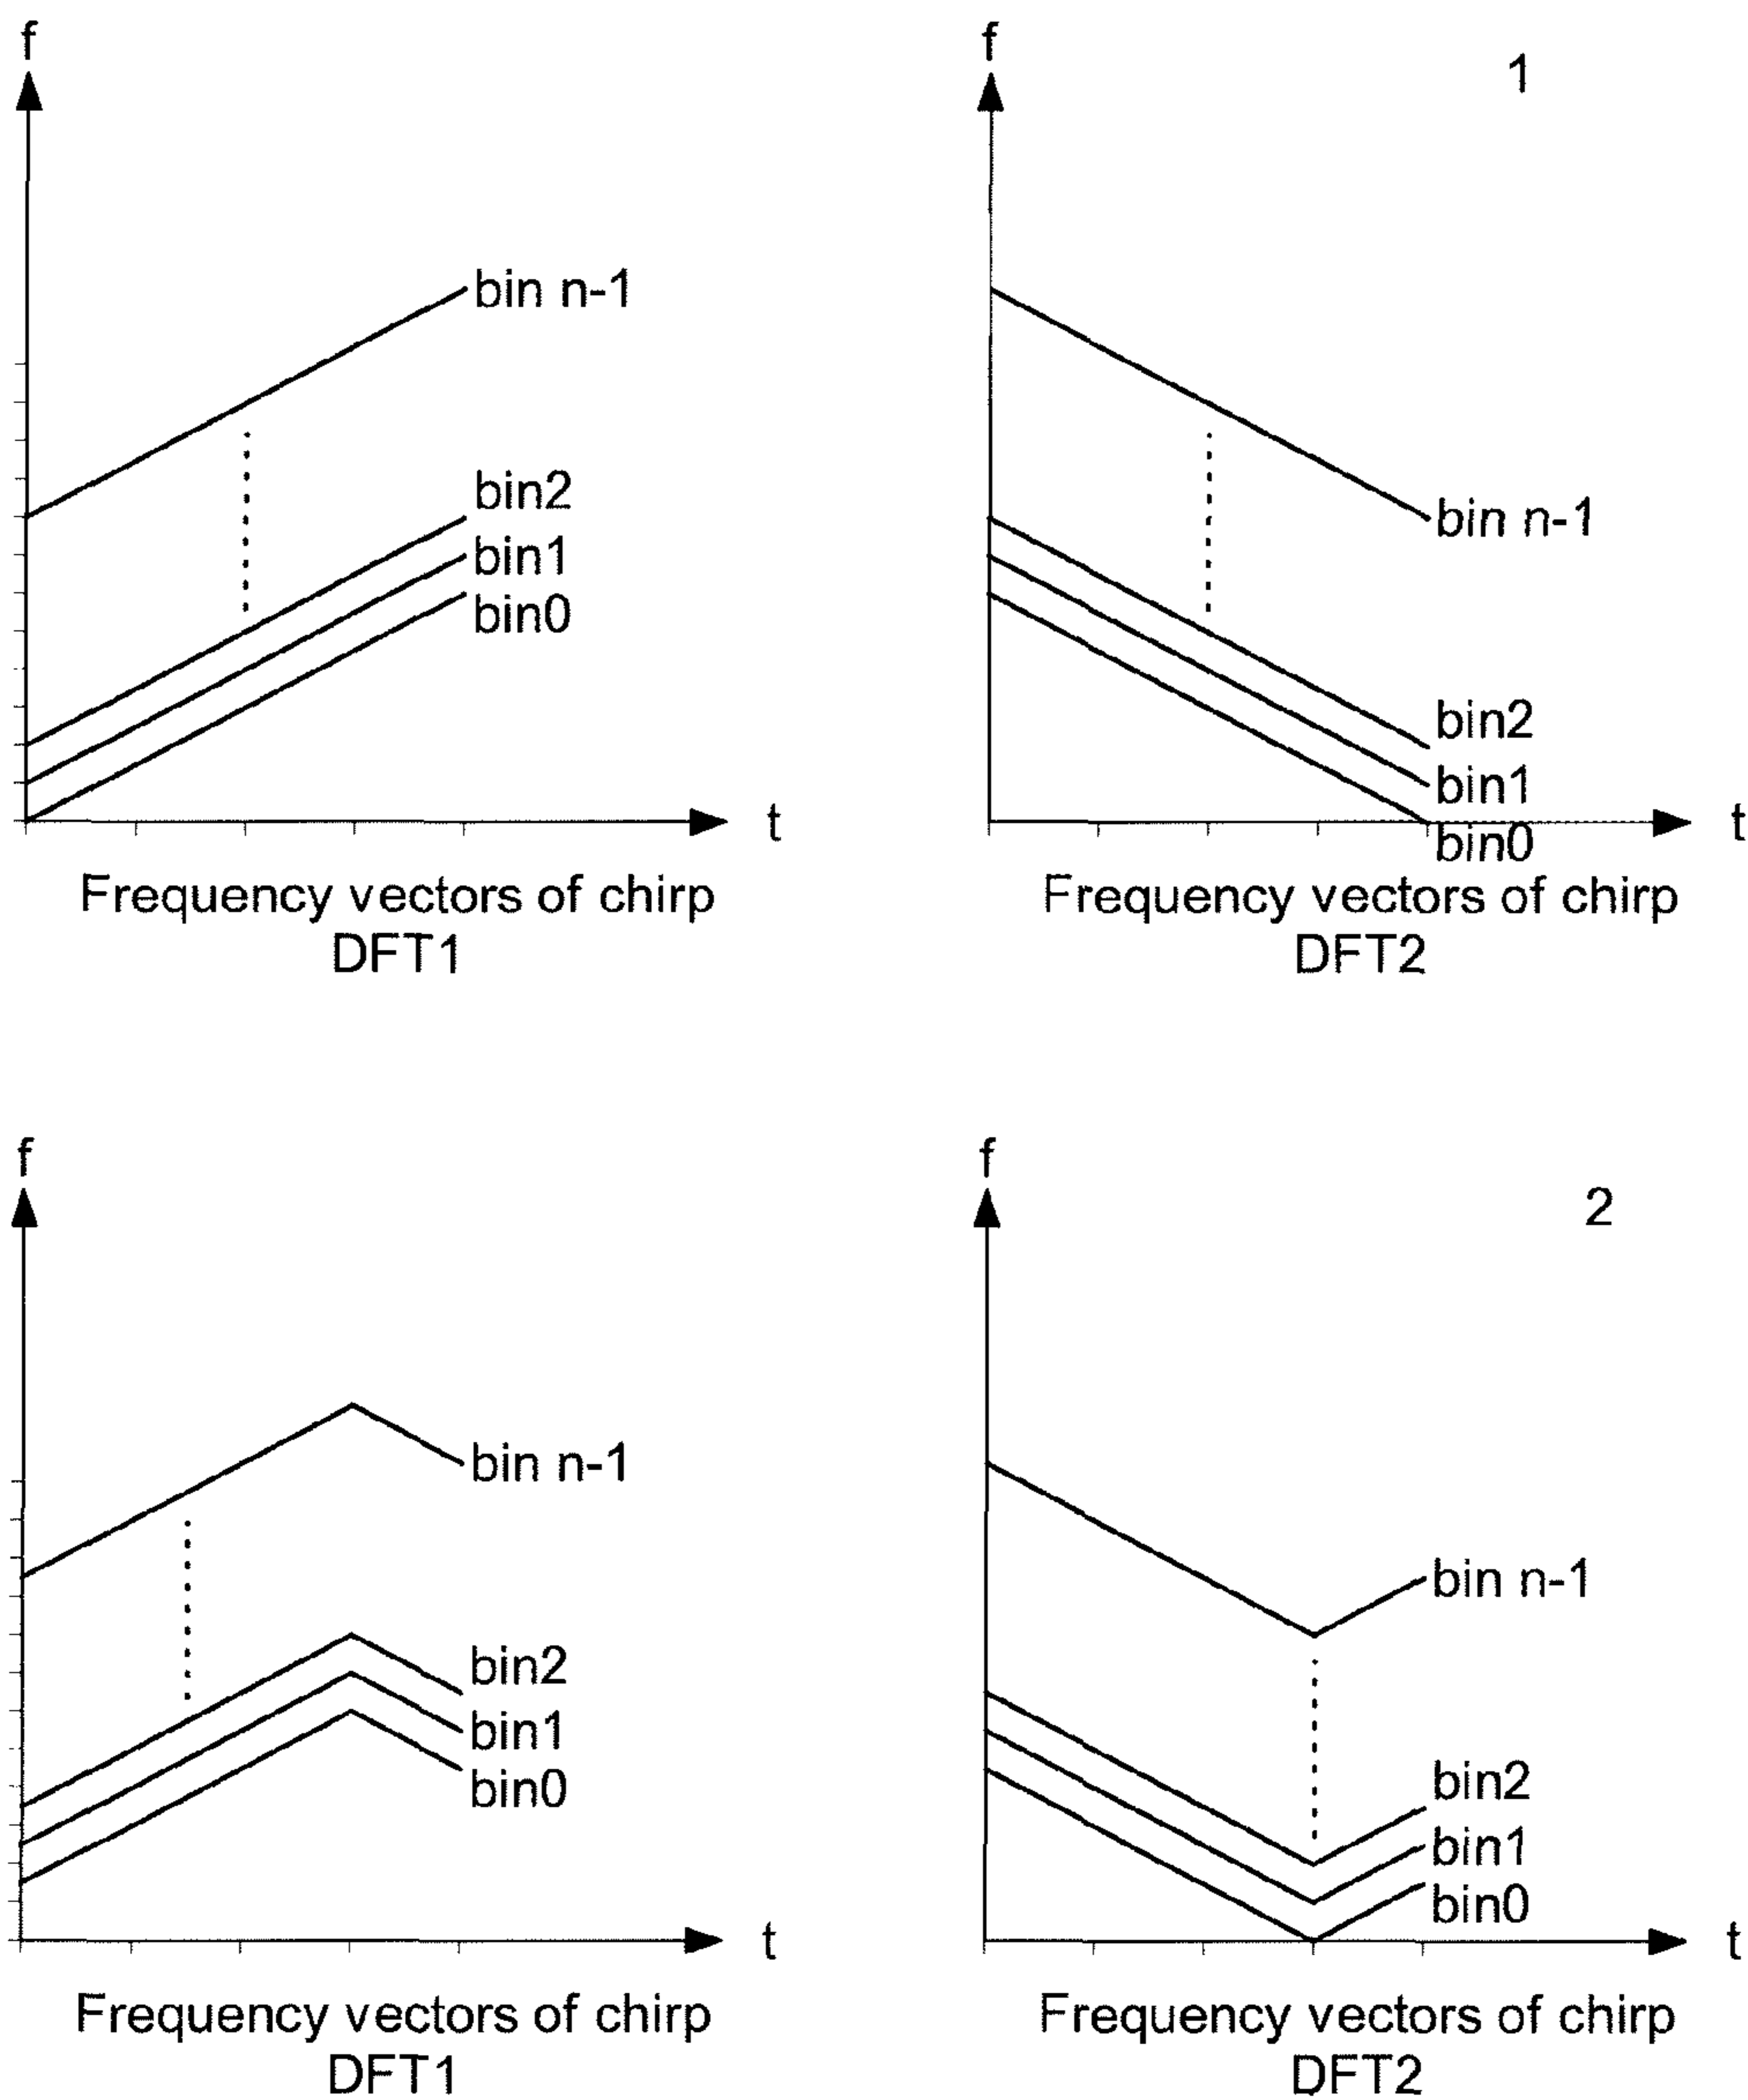 f
bin n-1
bin2
bin1
bin0
t
Frequency vectors of chirp
DFT1
f
1
bin n-1
bin2
bin1
bin0
t
Frequency vectors of chirp
DFT2
f
bin n-1
bin2
bin1
bin0
t
Frequency vectors of chirp
DFT1
f
2
bin n-1
bin2
bin1
bin0
t
Frequency vectors of chirp
DFT2